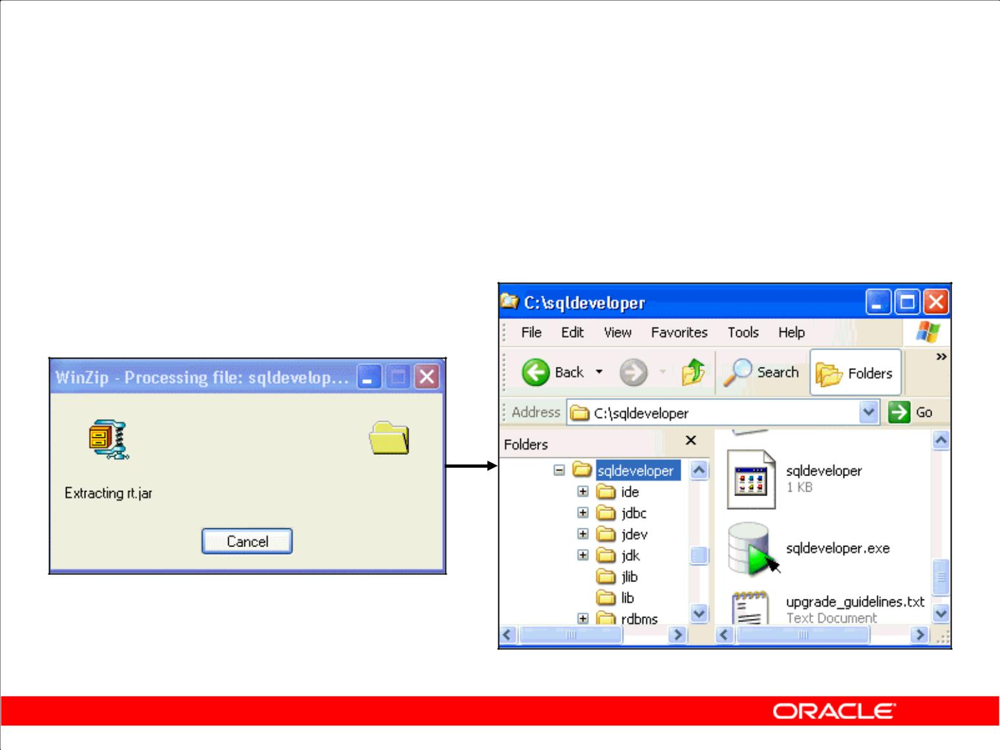 WinZip - Processing file: sqldevelop...
Extracting rt.jar
Cancel
C:\sqldeveloper
File Edit View Favorites Tools Help
Back Search Folders »
Address C:\sqldeveloper Go
Folders
sqldeveloper
ide
jdbc
jdev
jdk
jlib
lib
rdbms
sqldeveloper
1 KB
sqldeveloper.exe
upgrade_guidelines.txt
Text Document
ORACLE